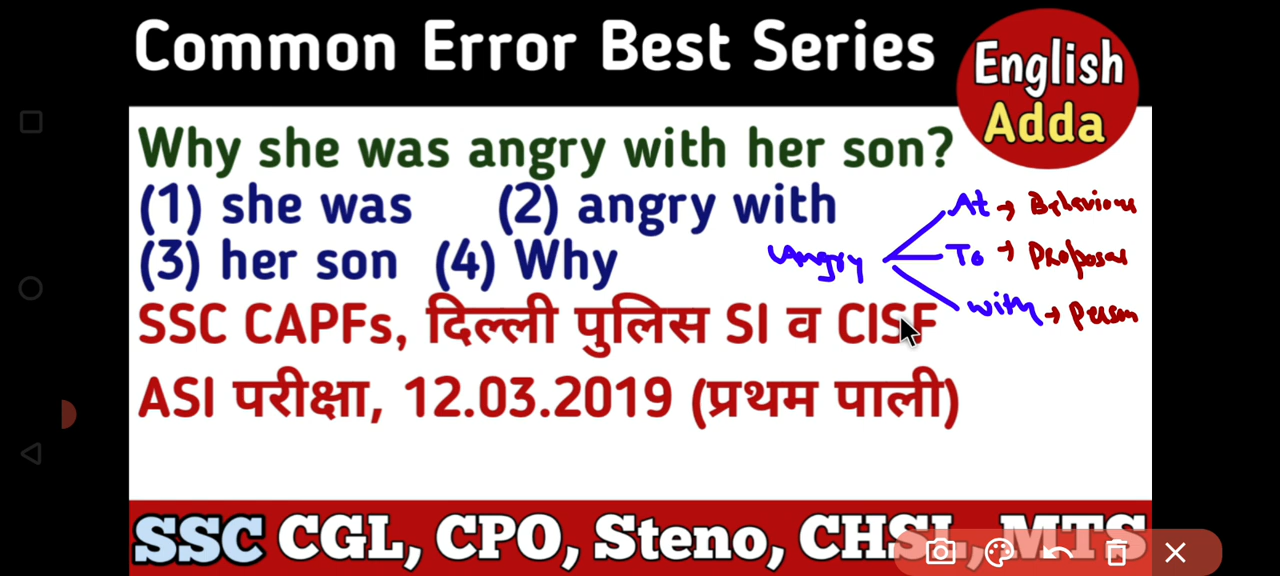 Common Error Best Series
English
Adda
Why she was angry with her son?
(1) she was (2) angry with
(3) her son (4) Why
Angry
At → Behaviour
To → Proposal
with → Person
SSC CAPFs, दिल्ली पुलिस SI व CISF
ASI परीक्षा, 12.03.2019 (प्रथम पाली)
SSC CGL, CPO, Steno, CHSL, MTS